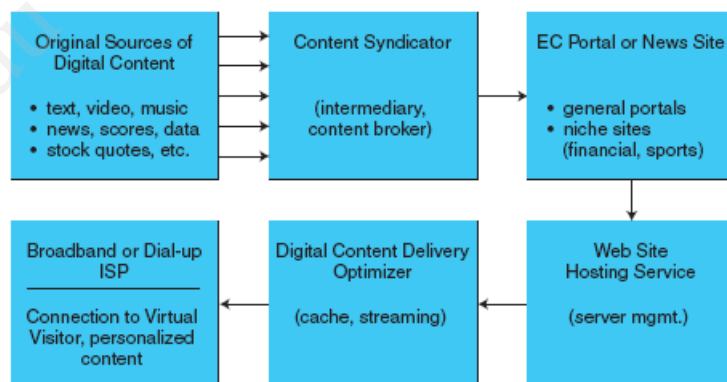 Original Sources of
Digital Content
• text, video, music
• news, scores, data
• stock quotes, etc.
Content Syndicator
(intermediary,
content broker)
EC Portal or News Site
• general portals
• niche sites
(financial, sports)
Broadband or Dial-up
ISP
Connection to Virtual
Visitor, personalized
content
Digital Content Delivery
Optimizer
(cache, streaming)
Web Site
Hosting Service
(server mgmt.)